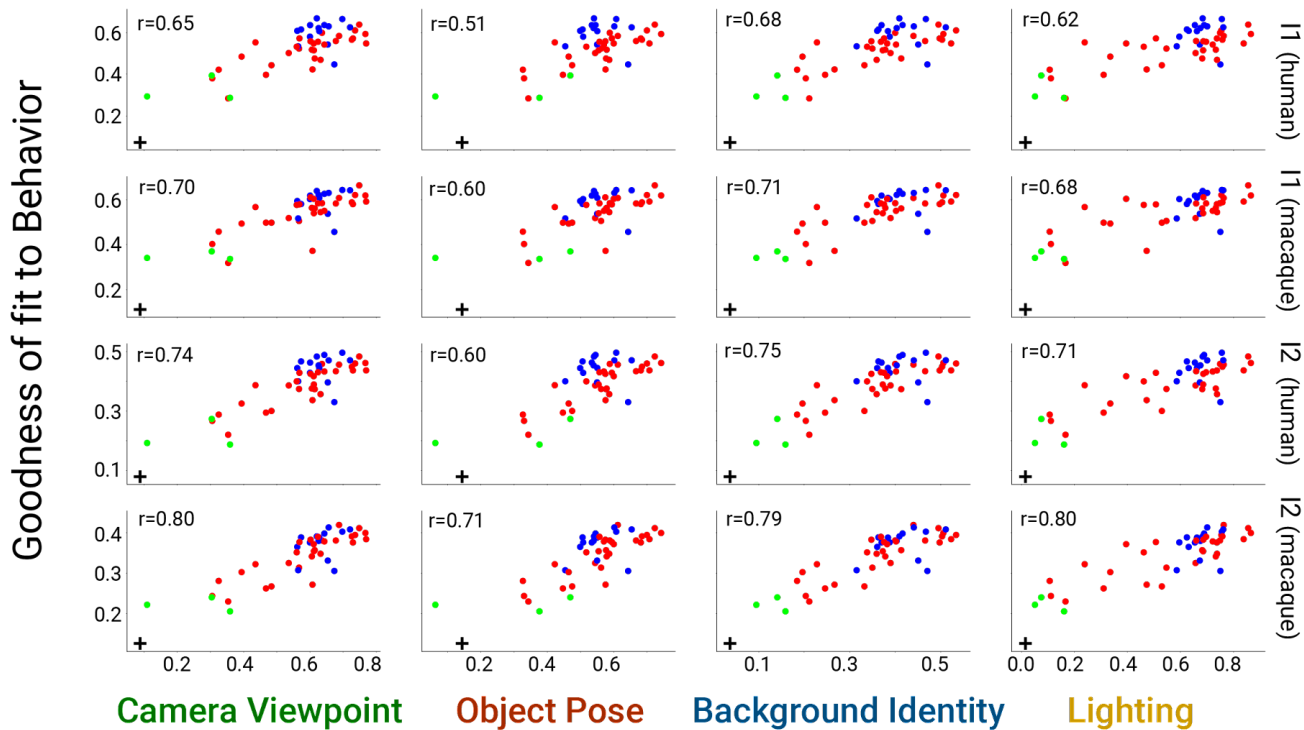 Goodness of fit to Behavior
r=0.65 r=0.51 r=0.68 r=0.62
0.6
0.4
0.2
I1 (human)
r=0.70 r=0.60 r=0.71 r=0.68
0.6
0.4
0.2
I1 (macaque)
r=0.74 r=0.60 r=0.75 r=0.71
0.5
0.3
0.1
I2 (human)
r=0.80 r=0.71 r=0.79 r=0.80
0.4
0.3
0.2
I2 (macaque)
0.2 0.4 0.6 0.8 0.2 0.4 0.6 0.1 0.3 0.5 0.0 0.2 0.4 0.6 0.8
Camera Viewpoint Object Pose Background Identity Lighting